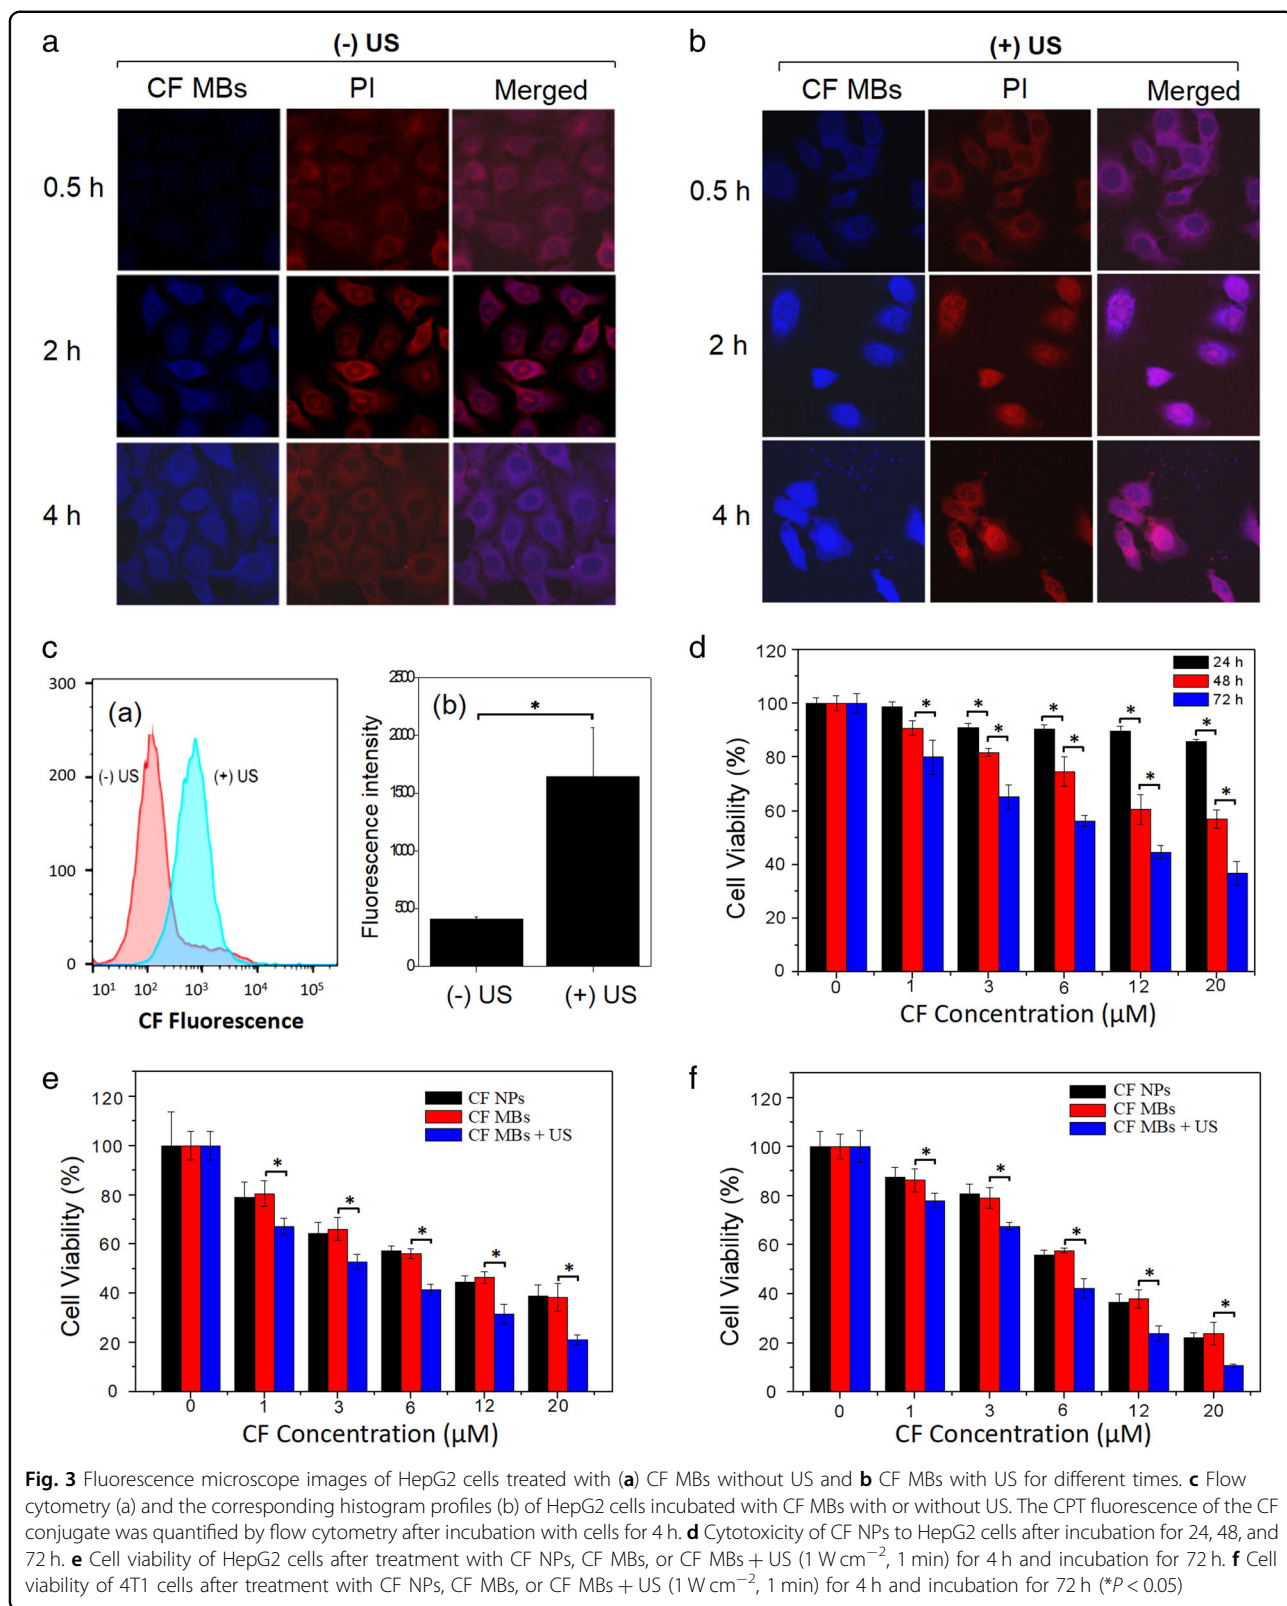 a
(-) US
CF MBs PI Merged
0.5 h
2 h
4 h
b
(+) US
CF MBs PI Merged
0.5 h
2 h
4 h
c
300
200
100
0
(a)
(-) US
(+) US
10¹ 10² 10³ 10⁴ 10⁵
CF Fluorescence
Fluorescence intensity
2500
2000
1500
1000
500
0
(b)
*
(-) US (+) US
d
Cell Viability (%)
120
100
80
60
40
20
0
24 h
48 h
72 h
* * * * * * * * *
0 1 3 6 12 20
CF Concentration (µM)
e
Cell Viability (%)
120
100
80
60
40
20
0
CF NPs
CF MBs
CF MBs + US
* * * * *
0 1 3 6 12 20
CF Concentration (µM)
f
Cell Viability (%)
120
100
80
60
40
20
0
CF NPs
CF MBs
CF MBs + US
* * * * *
0 1 3 6 12 20
CF Concentration (µM)
Fig. 3 Fluorescence microscope images of HepG2 cells treated with (a) CF MBs without US and b CF MBs with US for different times. c Flow
cytometry (a) and the corresponding histogram profiles (b) of HepG2 cells incubated with CF MBs with or without US. The CPT fluorescence of the CF
conjugate was quantified by flow cytometry after incubation with cells for 4 h. d Cytotoxicity of CF NPs to HepG2 cells after incubation for 24, 48, and
72 h. e Cell viability of HepG2 cells after treatment with CF NPs, CF MBs, or CF MBs + US (1 W cm⁻², 1 min) for 4 h and incubation for 72 h. f Cell
viability of 4T1 cells after treatment with CF NPs, CF MBs, or CF MBs + US (1 W cm⁻², 1 min) for 4 h and incubation for 72 h (*P < 0.05)